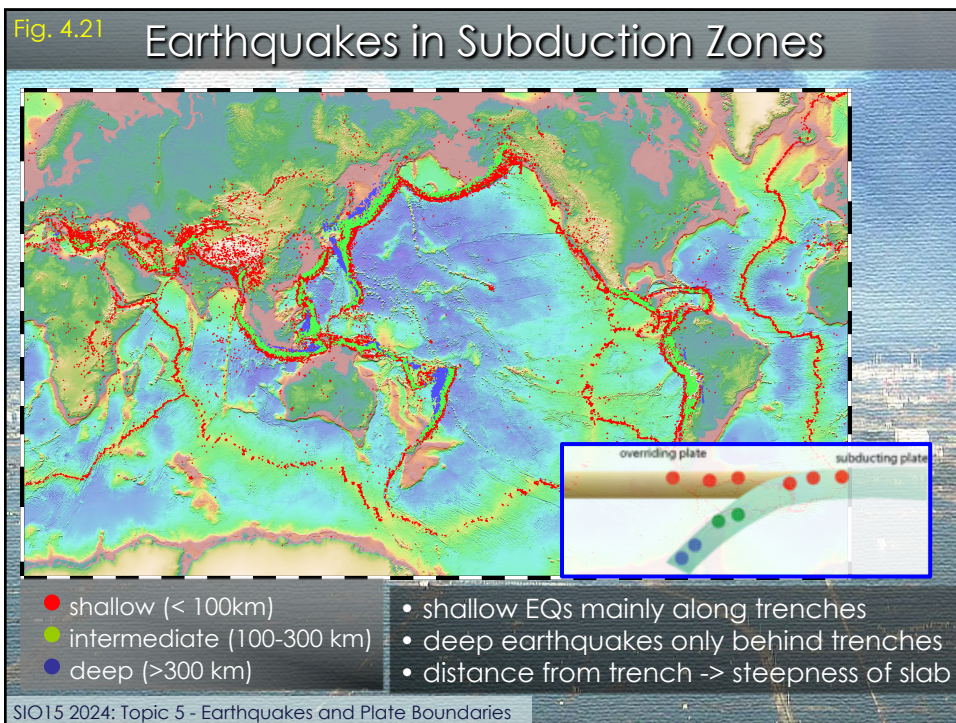 Fig. 4.21
Earthquakes in Subduction Zones
overriding plate
subducting plate
shallow (< 100km)
intermediate (100-300 km)
deep (>300 km)
• shallow EQs mainly along trenches
• deep earthquakes only behind trenches
• distance from trench -> steepness of slab
SIO15 2024: Topic 5 - Earthquakes and Plate Boundaries